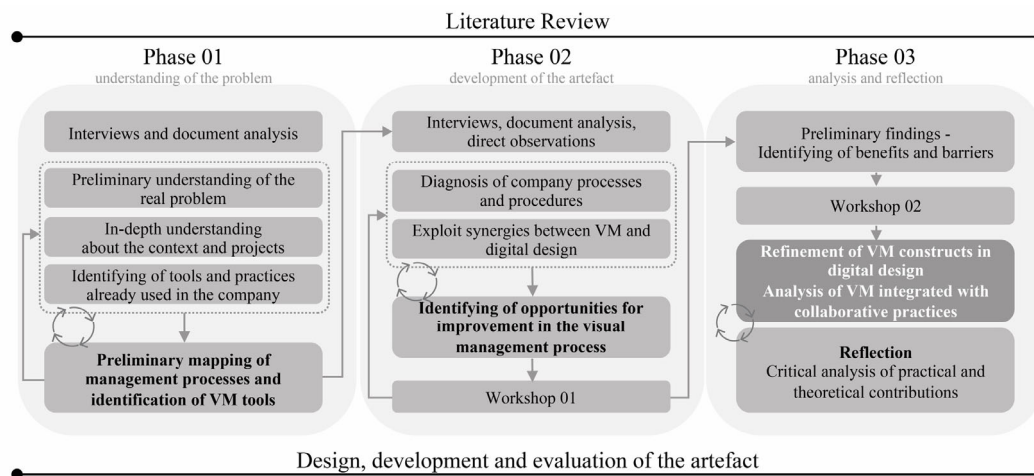 Literature Review
Phase 01
understanding of the problem
Interviews and document analysis
Preliminary understanding of the
real problem
In-depth understanding
about the context and projects
Identifying of tools and practices
already used in the company
Preliminary mapping of
management processes and
identification of VM tools
Phase 02
development of the artefact
Interviews, document analysis,
direct observations
Diagnosis of company processes
and procedures
Exploit synergies between VM and
digital design
Identifying of opportunities for
improvement in the visual
management process
Workshop 01
Phase 03
analysis and reflection
Preliminary findings -
Identifying of benefits and barriers
Workshop 02
Refinement of VM constructs in
digital design
Analysis of VM integrated with
collaborative practices
Reflection
Critical analysis of practical and
theoretical contributions
Design, development and evaluation of the artefact